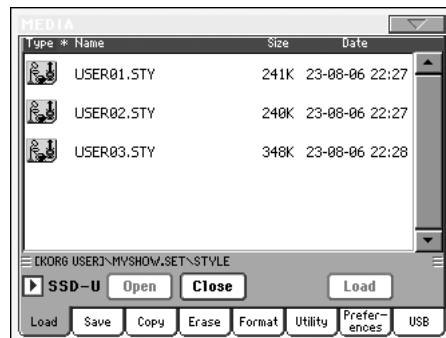 MEDIA
Type * Name Size Date
USER01.STY 241K 23-08-06 22:27
USER02.STY 240K 23-08-06 22:27
USER03.STY 348K 23-08-06 22:28
[KORG USER]\MYSHOW.SET\STYLE
SSD-U Open Close Load
Load Save Copy Erase Format Utility Prefer-ences USB